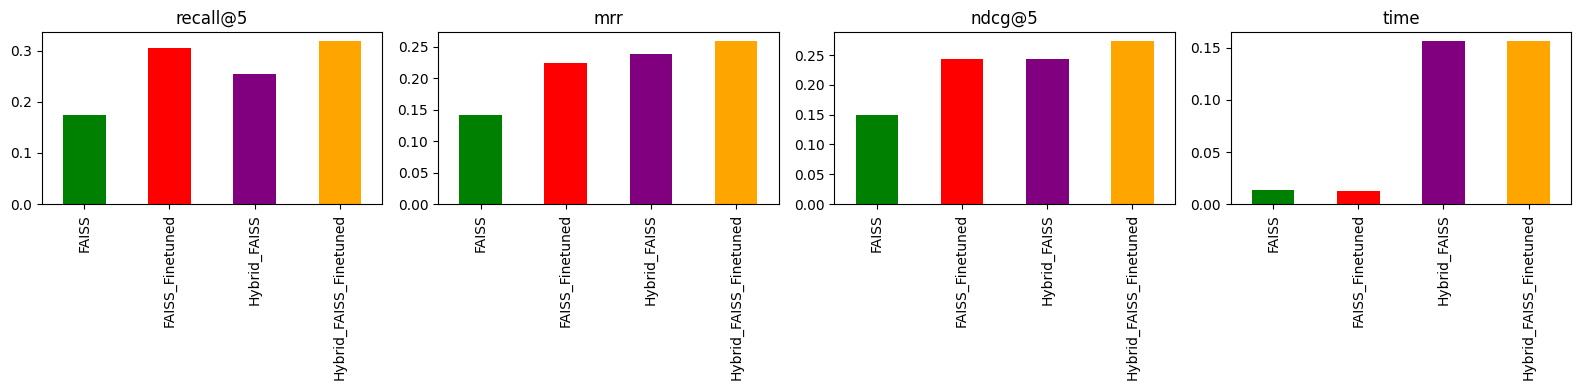 recall@5
0.3
0.2
0.1
0.0
FAISS
FAISS_Finetuned
Hybrid_FAISS
Hybrid_FAISS_Finetuned
mrr
0.25
0.20
0.15
0.10
0.05
0.00
FAISS
FAISS_Finetuned
Hybrid_FAISS
Hybrid_FAISS_Finetuned
ndcg@5
0.25
0.20
0.15
0.10
0.05
0.00
FAISS
FAISS_Finetuned
Hybrid_FAISS
Hybrid_FAISS_Finetuned
time
0.15
0.10
0.05
0.00
FAISS
FAISS_Finetuned
Hybrid_FAISS
Hybrid_FAISS_Finetuned